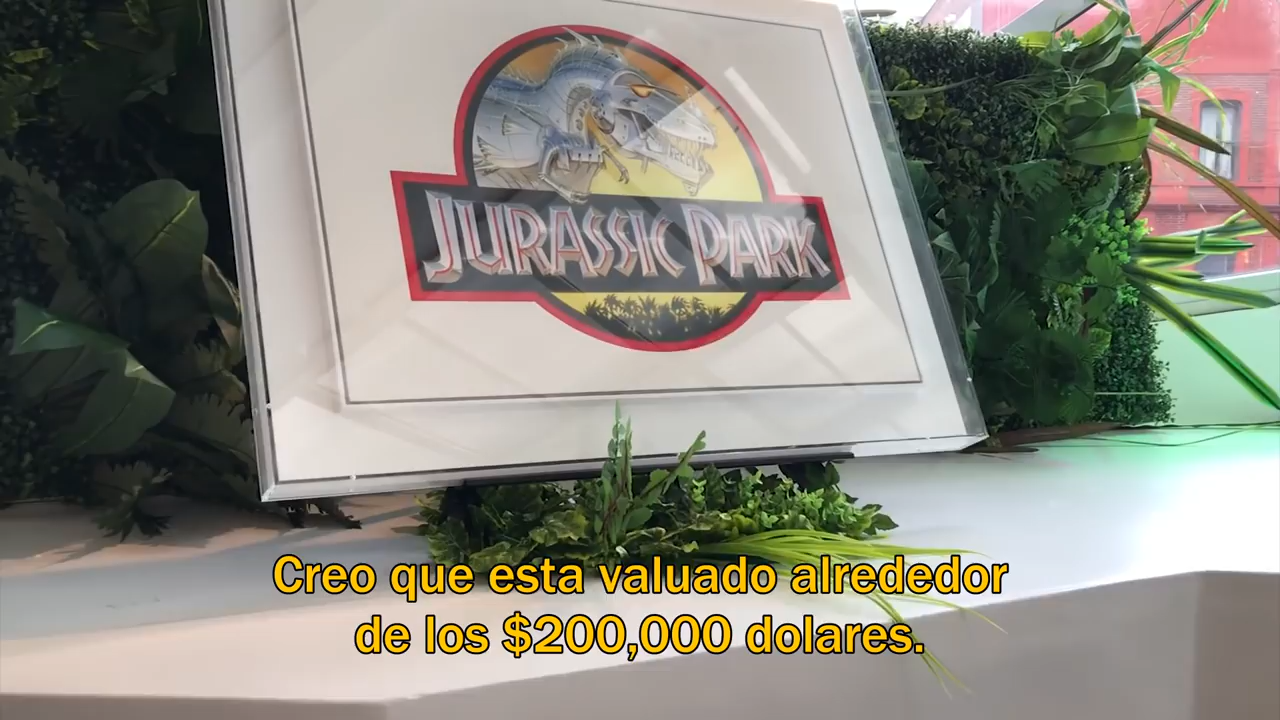 JURASSIC PARK
Creo que esta valuado alrededor
de los $200,000 dolares.